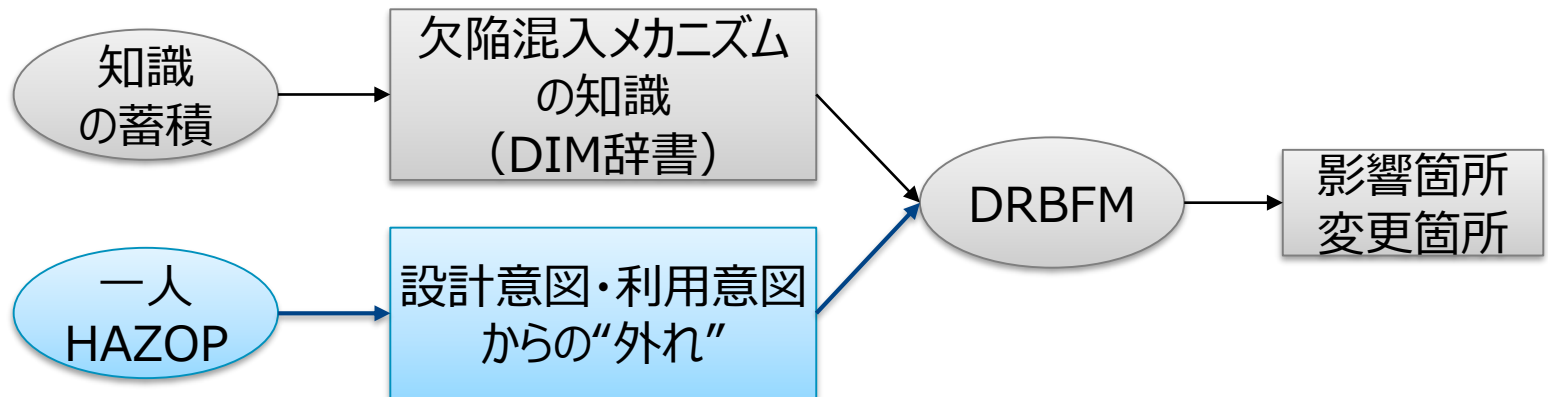 知識
の蓄積
欠陥混入メカニズム
の知識
（DIM辞書）
一人
HAZOP
設計意図・利用意図
からの“外れ”
DRBFM
影響箇所
変更箇所